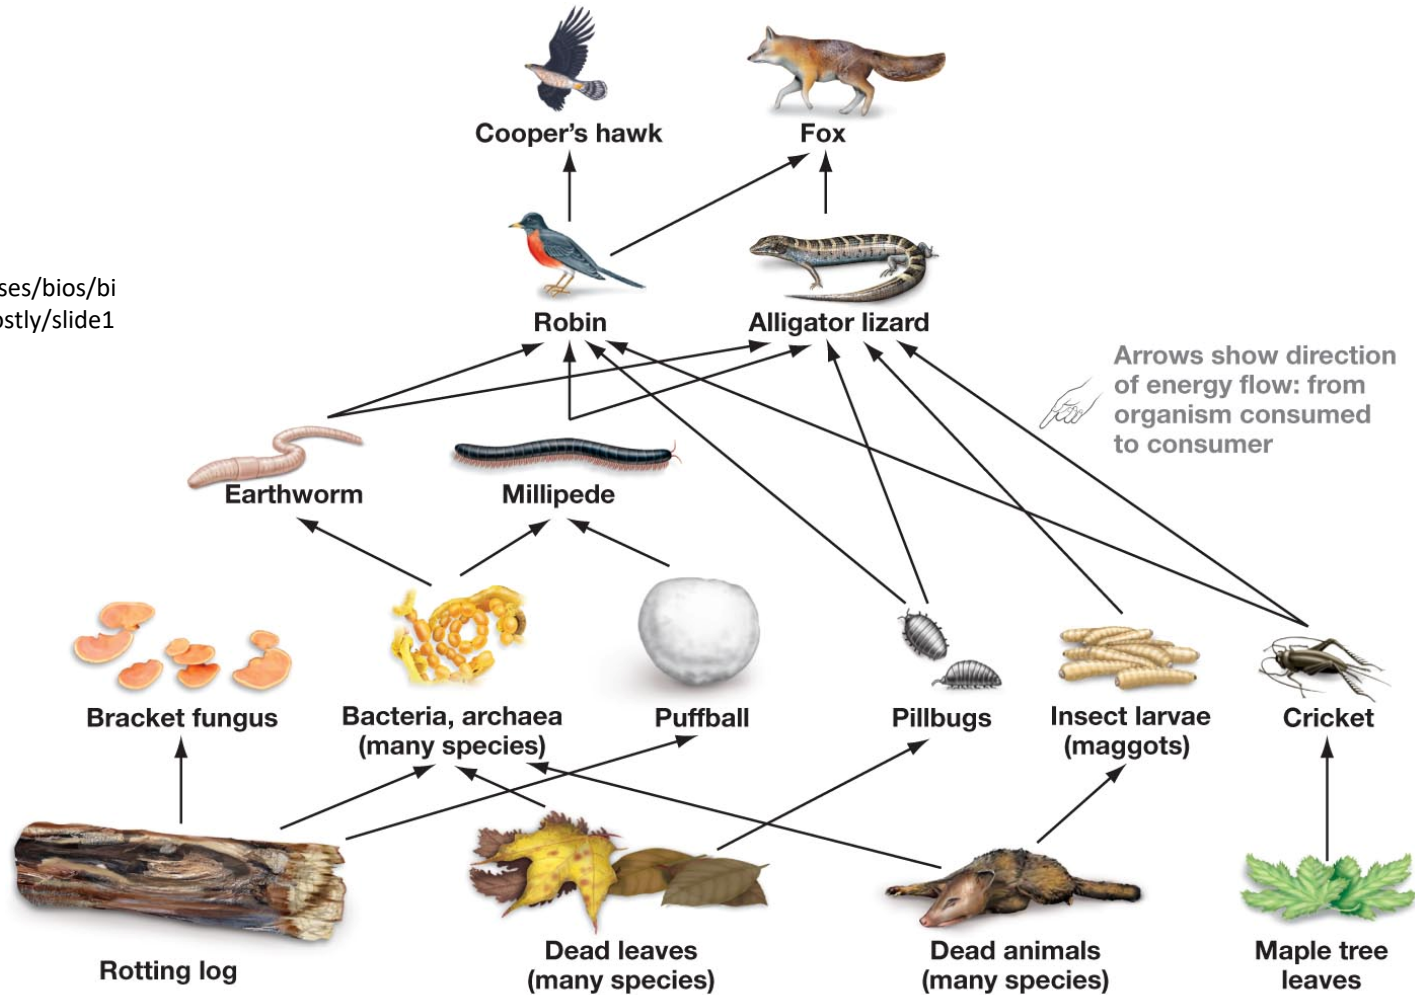 Cooper's hawk
Fox
ses/bios/bi
ostly/slide1
Robin
Alligator lizard
Arrows show direction
of energy flow: from
organism consumed
to consumer
Earthworm
Millipede
Bracket fungus
Bacteria, archaea
(many species)
Puffball
Pillbugs
Insect larvae
(maggots)
Cricket
Rotting log
Dead leaves
(many species)
Dead animals
(many species)
Maple tree
leaves